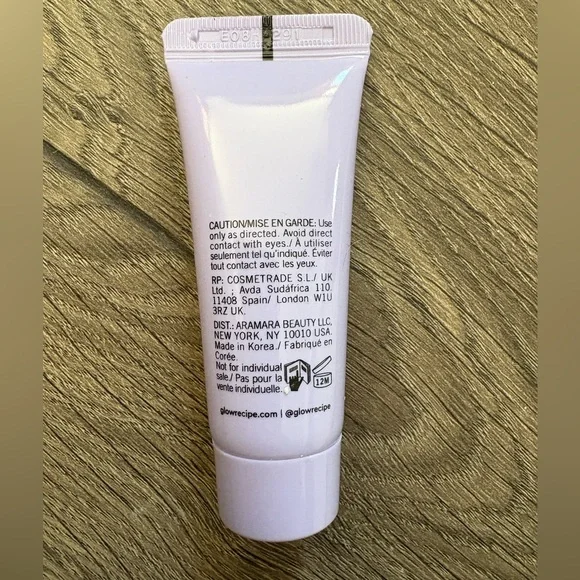 CAUTION/MISE EN GARDE: Use
only as directed. Avoid direct
contact with eyes./ À utiliser
seulement tel qu'indiqué. Éviter
tout contact avec les yeux.
RP: COSMETRADE S.L./ UK
Ltd. ; Avda Sudáfrica 110.
11408 Spain/ London W1U
3RZ UK.
DIST.: ARAMARA BEAUTY LLC,
NEW YORK, NY 10010 USA.
Made in Korea./ Fabriqué en
Corée.
Not for individual
sale./ Pas pour la
vente individuelle.
12M
glowrecipe.com | @glowrecipe